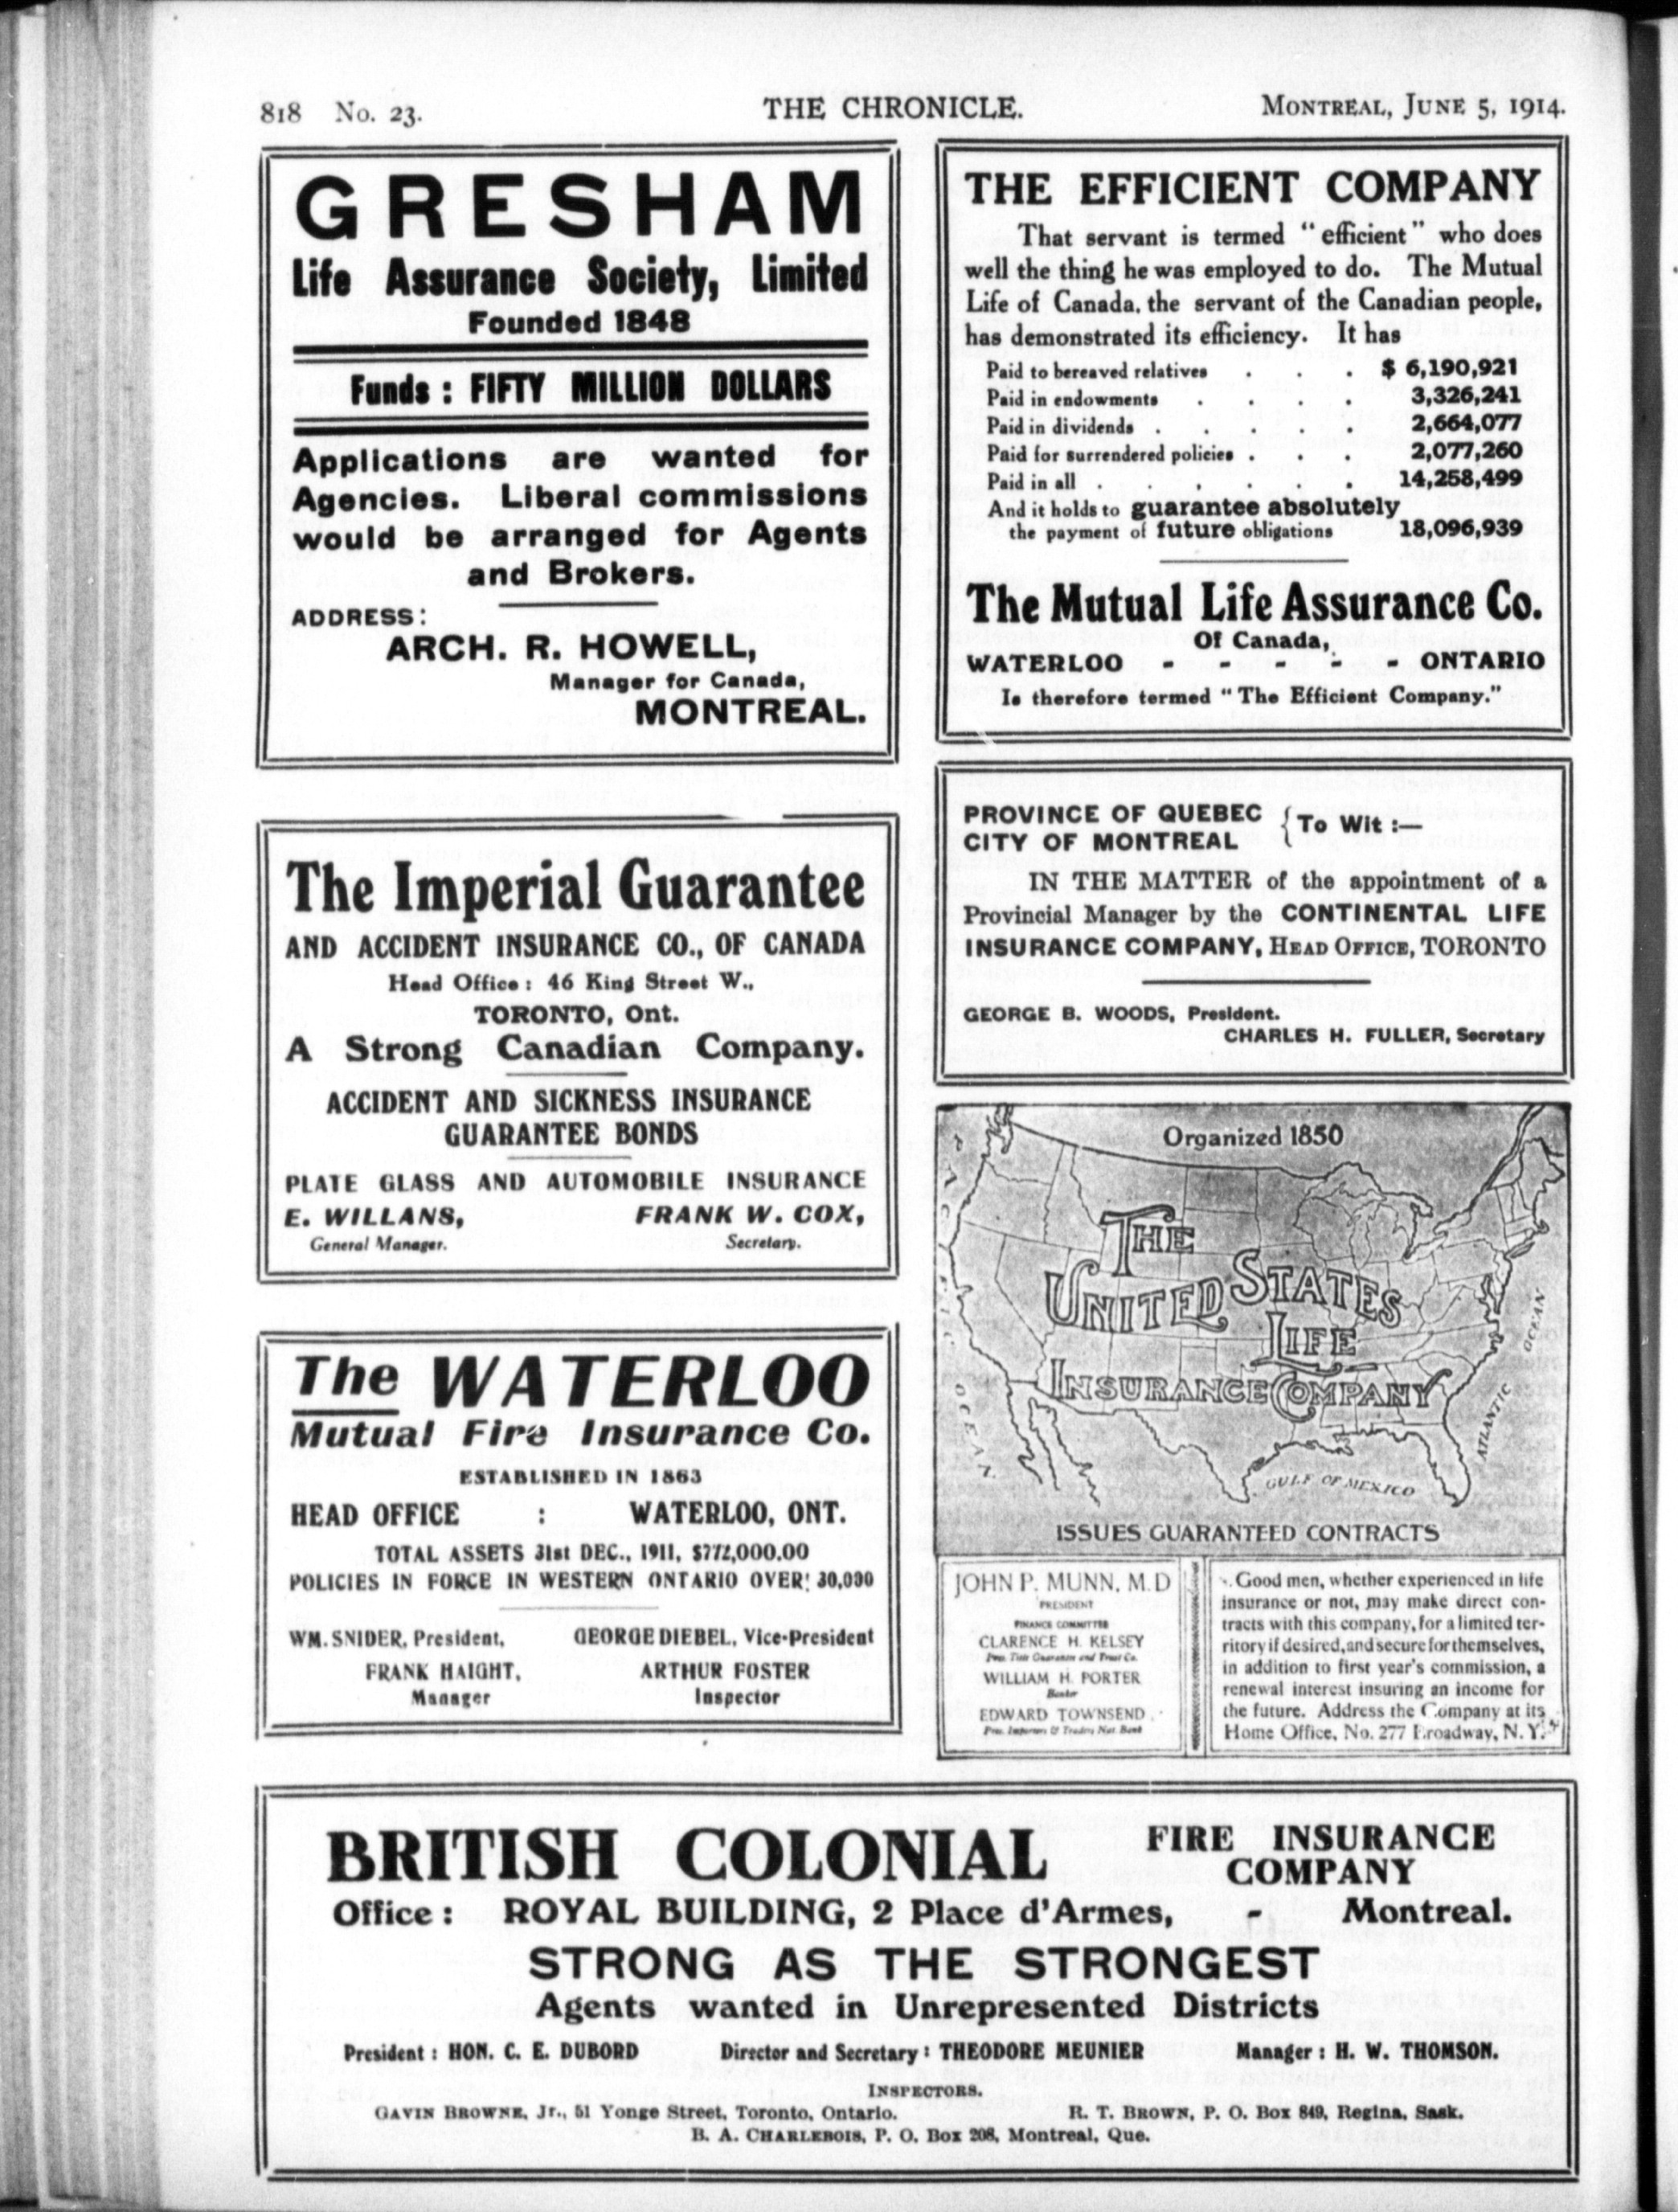 818 No. 23.
THE CHRONICLE.
MONTREAL, JUNE 5, 1914.
GRESHAM
Life Assurance Society, Limited
Founded 1848
Funds : FIFTY MILLION DOLLARS
Applications are wanted for
Agencies. Liberal commissions
would be arranged for Agents
and Brokers.
ADDRESS:
ARCH. R. HOWELL,
Manager for Canada,
MONTREAL.
The Imperial Guarantee
AND ACCIDENT INSURANCE CO., OF CANADA
Head Office : 46 King Street W.,
TORONTO, Ont.
A Strong Canadian Company.
ACCIDENT AND SICKNESS INSURANCE
GUARANTEE BONDS
PLATE GLASS AND AUTOMOBILE INSURANCE
E. WILLANS, FRANK W. COX,
General Manager. Secretary.
The WATERLOO
Mutual Fire Insurance Co.
ESTABLISHED IN 1863
HEAD OFFICE : WATERLOO, ONT.
TOTAL ASSETS 31st DEC., 1911, $772,000.00
POLICIES IN FORCE IN WESTERN ONTARIO OVER 30,000
WM. SNIDER, President, GEORGE DIEBEL, Vice-President
FRANK HAIGHT, ARTHUR FOSTER
Manager Inspector
THE EFFICIENT COMPANY
That servant is termed "efficient" who does
well the thing he was employed to do. The Mutual
Life of Canada, the servant of the Canadian people,
has demonstrated its efficiency. It has
Paid to bereaved relatives . . . $ 6,190,921
Paid in endowments . . . . 3,326,241
Paid in dividends . . . . . 2,664,077
Paid for surrendered policies . . . 2,077,260
Paid in all . . . . . . 14,258,499
And it holds to guarantee absolutely
the payment of future obligations 18,096,939
The Mutual Life Assurance Co.
Of Canada,
WATERLOO - - - - - ONTARIO
Is therefore termed "The Efficient Company."
PROVINCE OF QUEBEC { To Wit :—
CITY OF MONTREAL
IN THE MATTER of the appointment of a
Provincial Manager by the CONTINENTAL LIFE
INSURANCE COMPANY, HEAD OFFICE, TORONTO
GEORGE B. WOODS, President.
CHARLES H. FULLER, Secretary
Organized 1850
THE
UNITED STATES
LIFE
INSURANCE COMPANY
PACIFIC
OCEAN
ATLANTIC
OCEAN
GULF OF MEXICO
ISSUES GUARANTEED CONTRACTS
JOHN P. MUNN, M.D
PRESIDENT
FINANCE COMMITTEE
CLARENCE H. KELSEY
Pres. Title Guarantee and Trust Co.
WILLIAM H. PORTER
Banker
EDWARD TOWNSEND
Pres. Importers & Traders Nat. Bank
Good men, whether experienced in life
insurance or not, may make direct con-
tracts with this company, for a limited ter-
ritory if desired, and secure for themselves,
in addition to first year's commission, a
renewal interest insuring an income for
the future. Address the Company at its
Home Office, No. 277 Broadway, N. Y.
BRITISH COLONIAL FIRE INSURANCE
COMPANY
Office : ROYAL BUILDING, 2 Place d'Armes, - Montreal.
STRONG AS THE STRONGEST
Agents wanted in Unrepresented Districts
President : HON. C. E. DUBORD Director and Secretary : THEODORE MEUNIER Manager : H. W. THOMSON.
INSPECTORS.
GAVIN BROWNE, Jr., 51 Yonge Street, Toronto, Ontario. R. T. BROWN, P. O. Box 849, Regina, Sask.
B. A. CHARLEBOIS, P. O. Box 208, Montreal, Que.